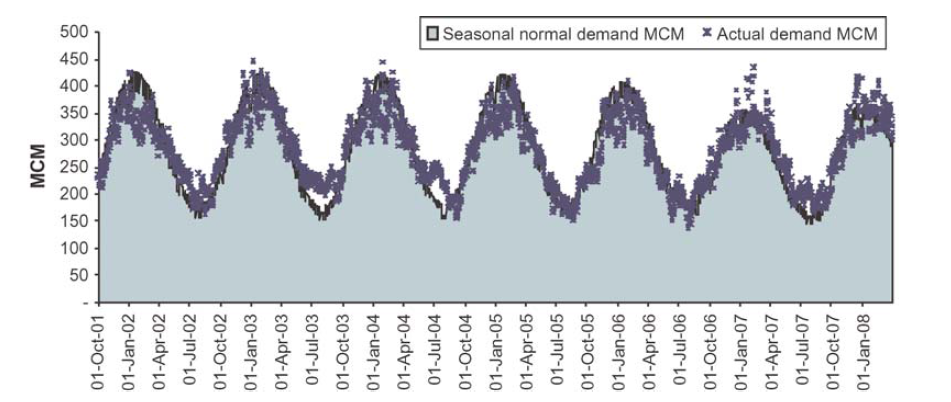 500
450
400
350
300
250
200
150
100
50
-
MCM
Seasonal normal demand MCM
Actual demand MCM
01-Oct-01
01-Jan-02
01-Apr-02
01-Jul-02
01-Oct-02
01-Jan-03
01-Apr-03
01-Jul-03
01-Oct-03
01-Jan-04
01-Apr-04
01-Jul-04
01-Oct-04
01-Jan-05
01-Apr-05
01-Jul-05
01-Oct-05
01-Jan-06
01-Apr-06
01-Jul-06
01-Oct-06
01-Jan-07
01-Apr-07
01-Jul-07
01-Oct-07
01-Jan-08